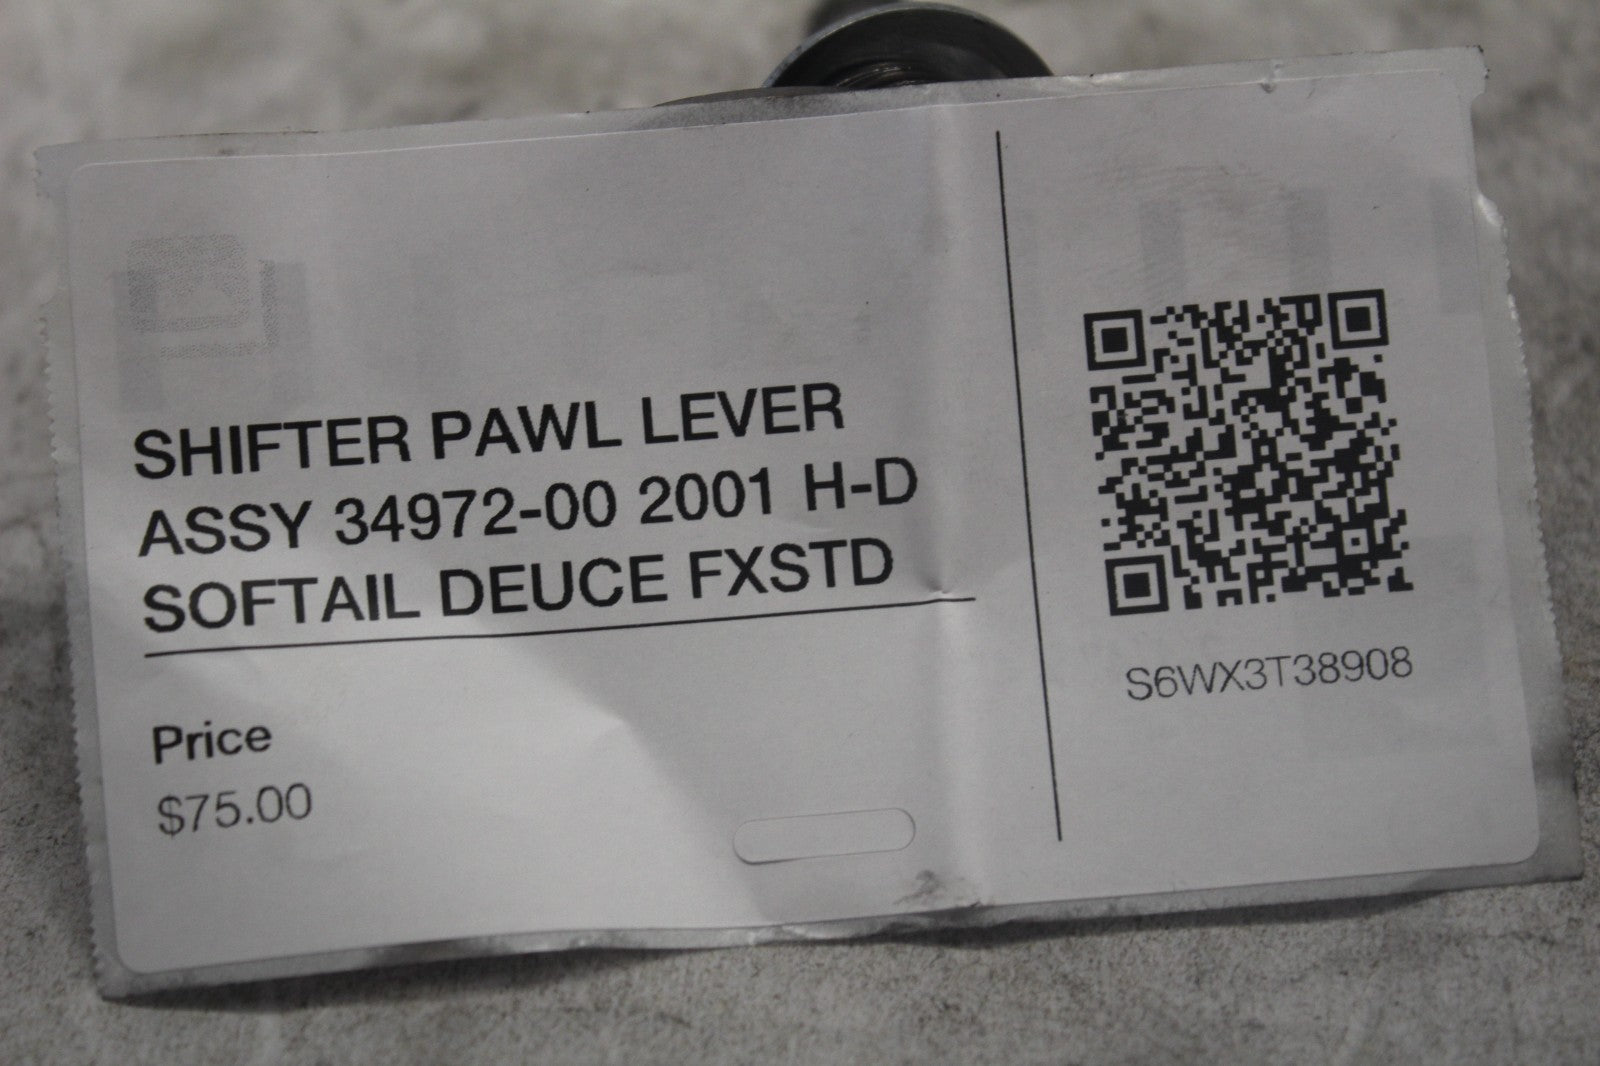 SHIFTER PAWL LEVER
ASSY 34972-00 2001 H-D
SOFTAIL DEUCE FXSTD
Price
$75.00
S6WX3T38908